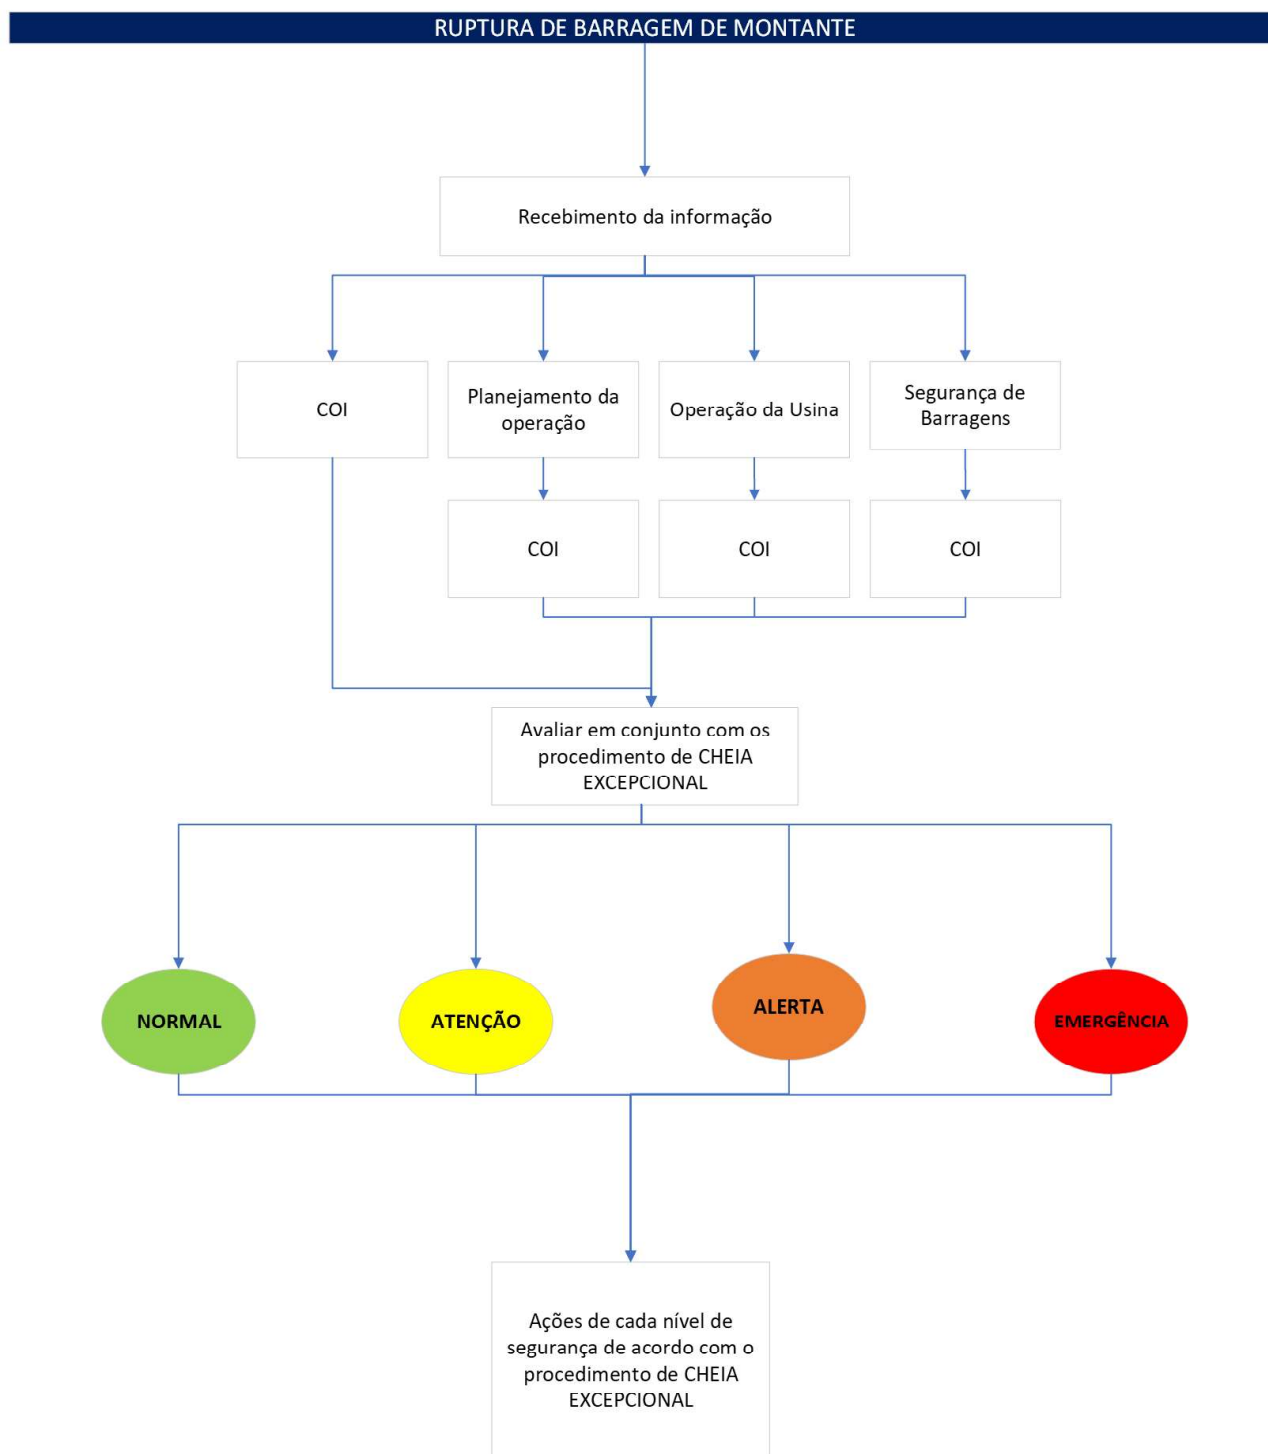 RUPTURA DE BARRAGEM DE MONTANTE
Recebimento da informação
COI
Planejamento da
operação
Operação da Usina
Segurança de
Barragens
COI
COI
COI
Avaliar em conjunto com os
procedimento de CHEIA
EXCEPCIONAL
NORMAL
ATENÇÃO
ALERTA
EMERGÊNCIA
Ações de cada nível de
segurança de acordo com o
procedimento de CHEIA
EXCEPCIONAL